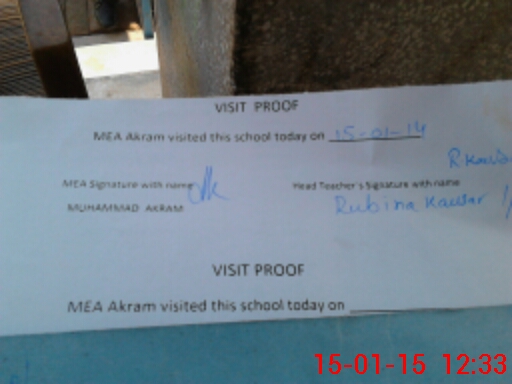 VISIT PROOF
MEA Akram visited this school today on 15-01-14
MEA Signature with name
Head Teacher's Signature with name
MUHAMMAD AKRAM
Rubina Kawsar
VISIT PROOF
MEA Akram visited this school today on
15-01-15 12:33